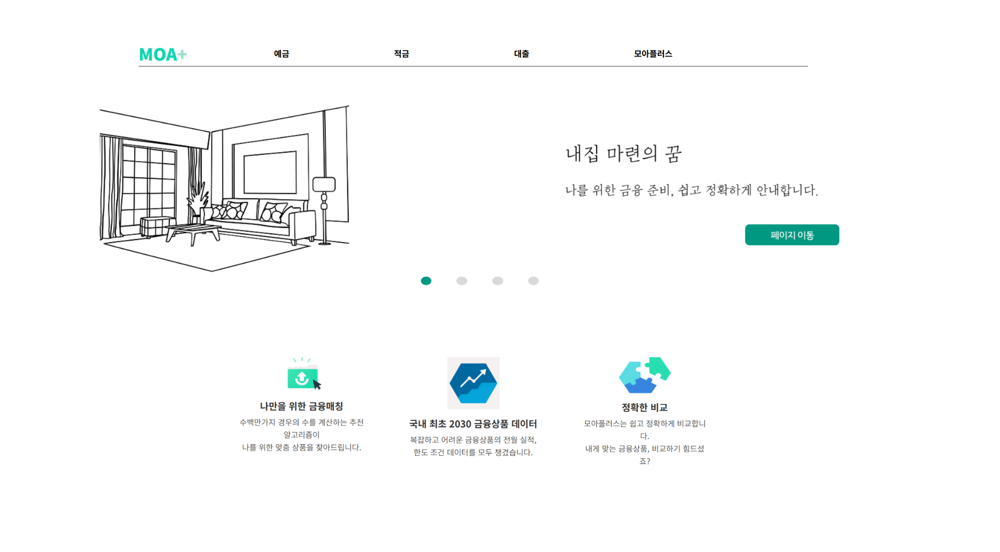 MOA+
예금
적금
대출
모아플러스
내집 마련의 꿈
나를 위한 금융 준비, 쉽고 정확하게 안내합니다.
페이지 이동
나만을 위한 금융매칭
수백만가지 경우의 수를 계산하는 추천
알고리즘이
나를 위한 맞춤 상품을 찾아드립니다.
국내 최초 2030 금융상품 데이터
복잡하고 어려운 금융상품의 전월 실적,
한도 조건 데이터를 모두 챙겼습니다.
정확한 비교
모아플러스는 쉽고 정확하게 비교합니
다.
내게 맞는 금융상품, 비교하기 힘드셨
죠?